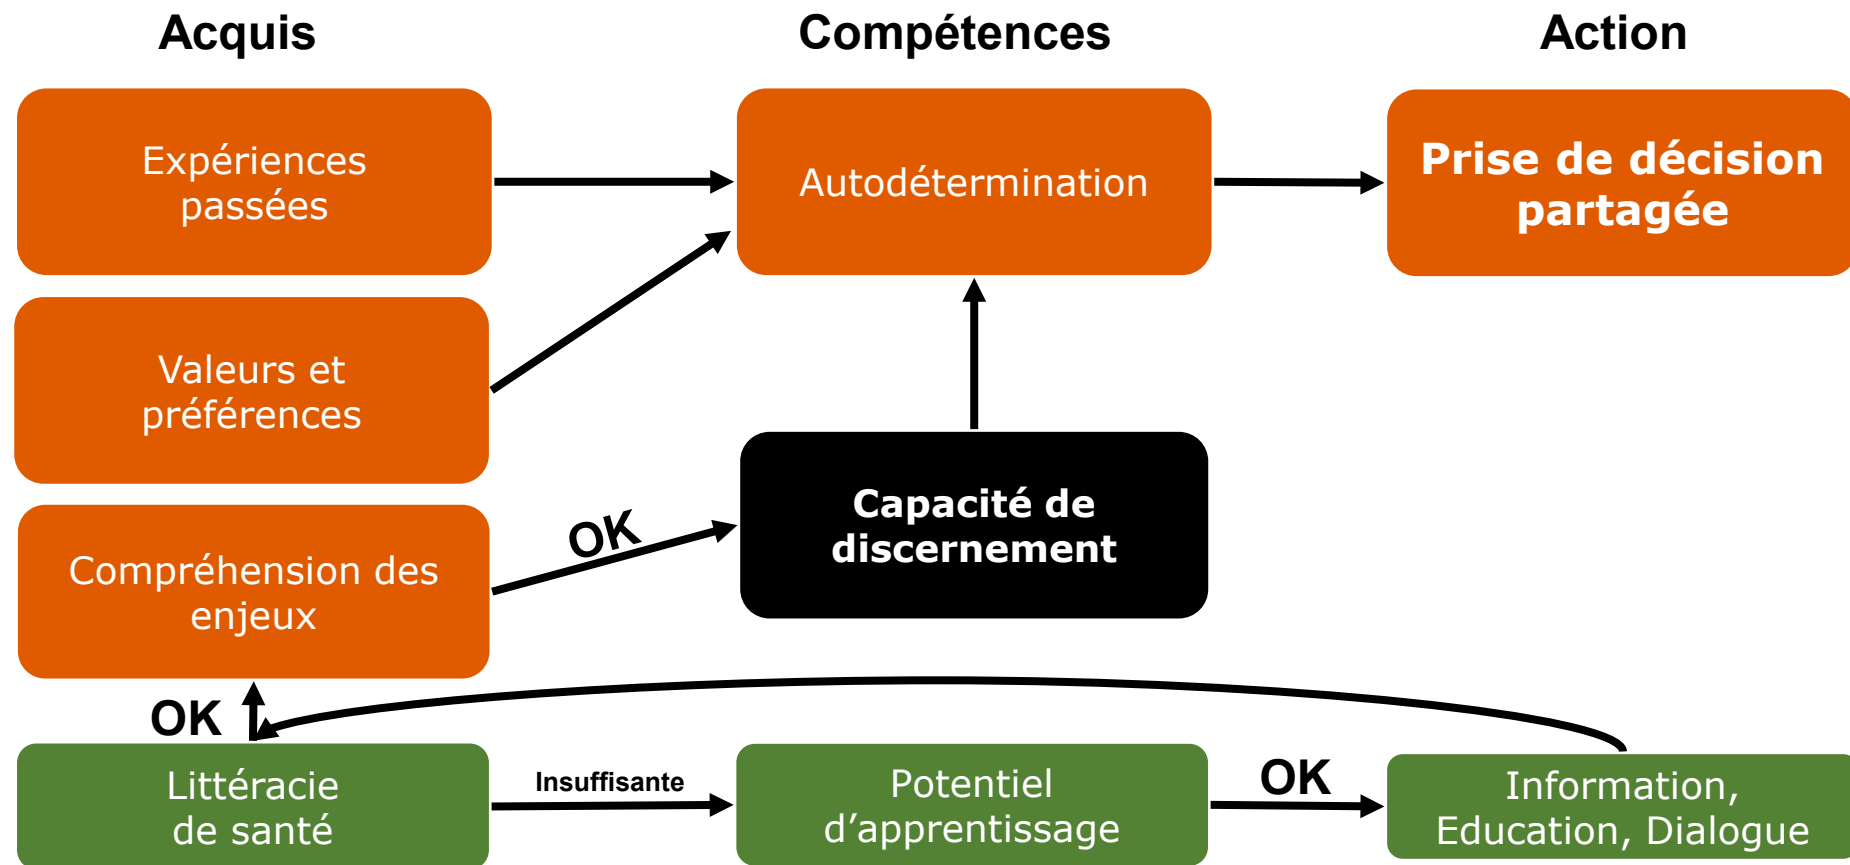 Acquis
Compétences
Action
Expériences
passées
Autodétermination
Prise de décision
partagée
Valeurs et
préférences
Capacité de
discernement
OK
Compréhension des
enjeux
OK
Littéracie
de santé
Insuffisante
Potentiel
d’apprentissage
OK
Information,
Education, Dialogue